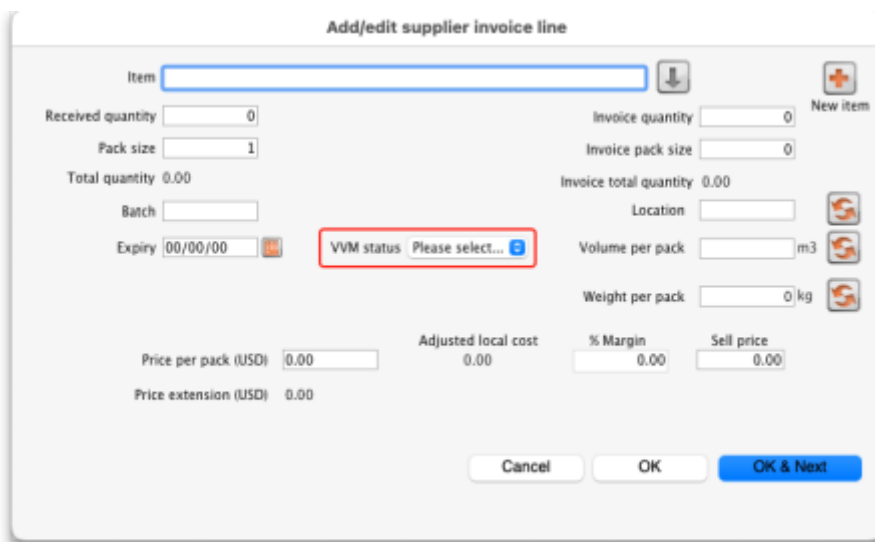 Add/edit supplier invoice line
Item
New item
Received quantity 0 Invoice quantity 0
Pack size 1 Invoice pack size 0
Total quantity 0.00 Invoice total quantity 0.00
Batch Location
Expiry 00/00/00 VVM status Please select... Volume per pack m3
Weight per pack 0 kg
Adjusted local cost % Margin Sell price
Price per pack (USD) 0.00 0.00 0.00 0.00
Price extension (USD) 0.00
Cancel OK OK & Next